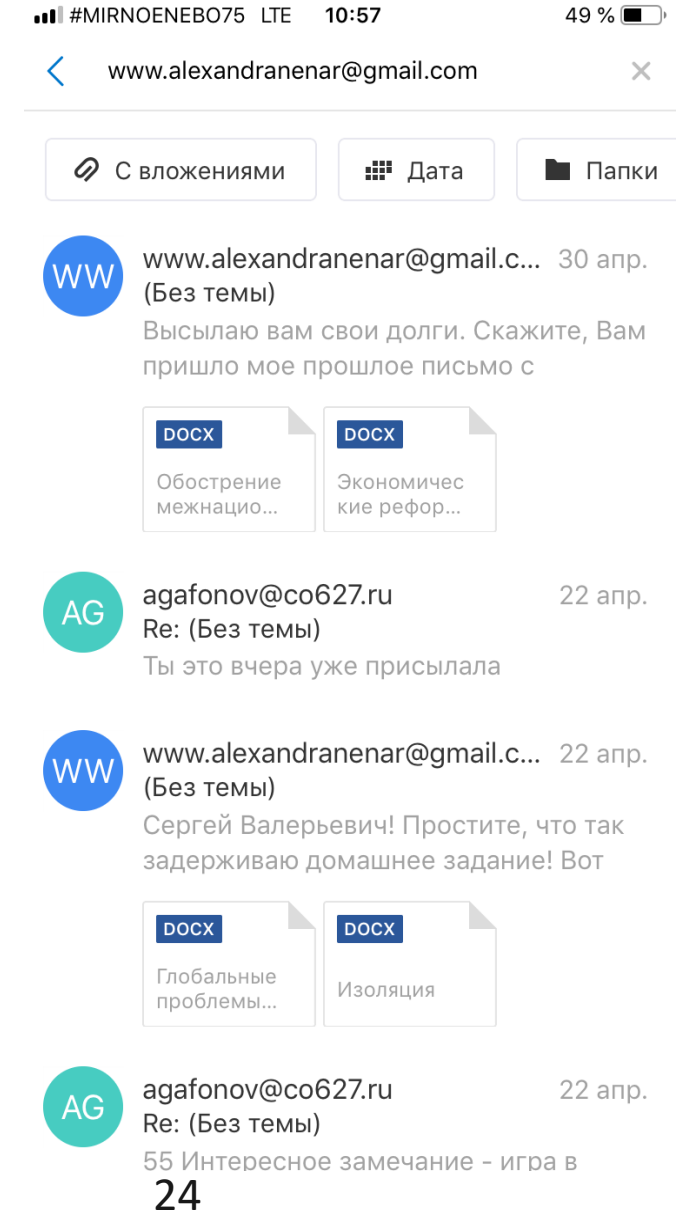 #MIRNOENEBO75 LTE 10:57 49 %
www.alexandranenar@gmail.com
С вложениями Дата Папки
WW www.alexandranenar@gmail.c... 30 апр.
(Без темы)
Высылаю вам свои долги. Скажите, Вам
пришло мое прошлое письмо с
DOCX DOCX
Обострение Экономичес
межнацио... кие рефор...
AG agafonov@co627.ru 22 апр.
Re: (Без темы)
Ты это вчера уже присылала
WW www.alexandranenar@gmail.c... 22 апр.
(Без темы)
Сергей Валерьевич! Простите, что так
задерживаю домашнее задание! Вот
DOCX DOCX
Глобальные
проблемы... Изоляция
AG agafonov@co627.ru 22 апр.
Re: (Без темы)
55 Интересное замечание - игра в
24